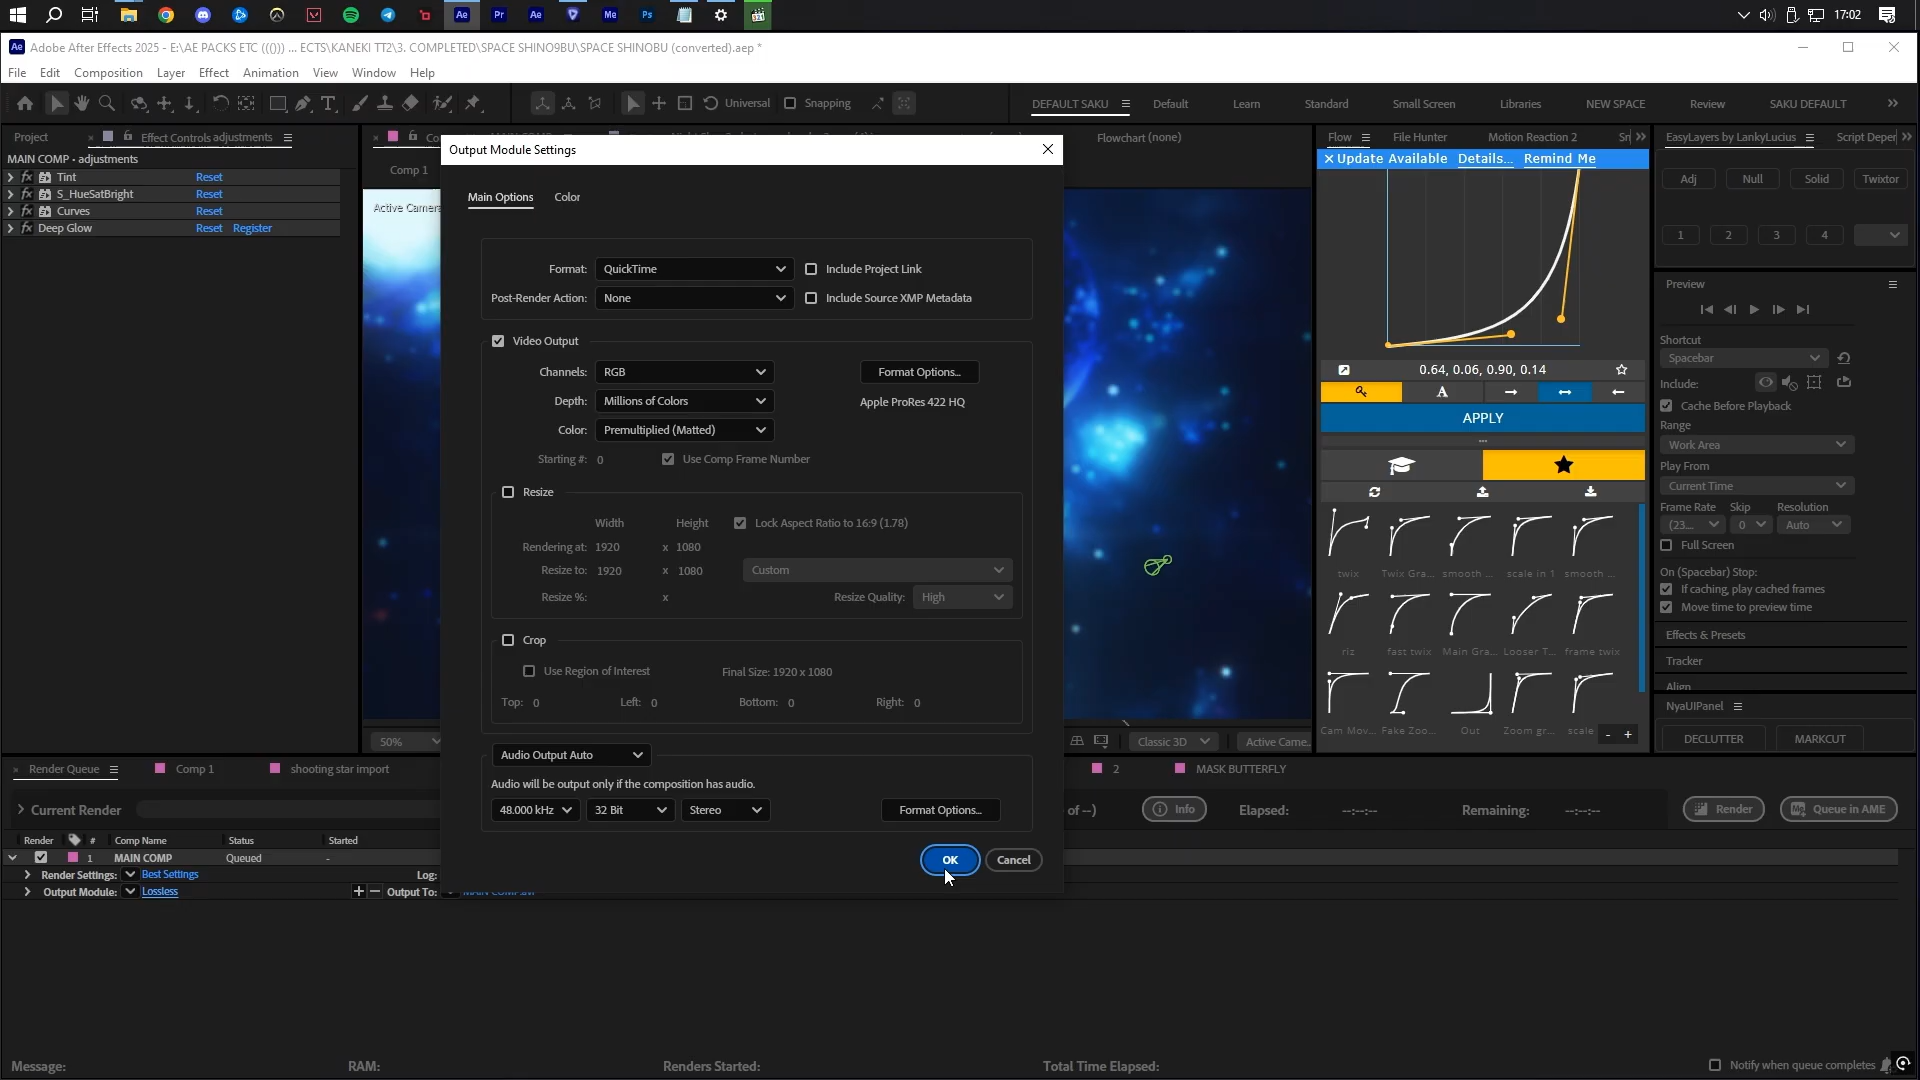 17:02
Adobe After Effects 2025 - E:\AE PACKS ETC ((())) ... ECTS\KANEKI TT2\3. COMPLETED\SPACE SHINO9BU\SPACE SHINOBU (converted).aep *
File Edit Composition Layer Effect Animation View Window Help
Universal Snapping DEFAULT SAKU Default Learn Standard Small Screen Libraries NEW SPACE Review SAKU DEFAULT
Project Effect Controls adjustments
MAIN COMP • adjustments
Tint Reset
S_HueSatBright Reset
Curves Reset
Deep Glow Reset Register
Comp 1
Active Camera
50%
Flowchart (none)
Classic 3D Active Came...
Output Module Settings
Main Options Color
Format: QuickTime Include Project Link
Post-Render Action: None Include Source XMP Metadata
Video Output
Channels: RGB Format Options...
Depth: Millions of Colors Apple ProRes 422 HQ
Color: Premultiplied (Matted)
Starting #: 0 Use Comp Frame Number
Resize
Width Height Lock Aspect Ratio to 16:9 (1.78)
Rendering at: 1920 x 1080
Resize to: 1920 x 1080 Custom
Resize %: x Resize Quality: High
Crop
Use Region of Interest Final Size: 1920 x 1080
Top: 0 Left: 0 Bottom: 0 Right: 0
Audio Output Auto
Audio will be output only if the composition has audio.
48.000 kHz 32 Bit Stereo Format Options...
OK Cancel
Flow File Hunter Motion Reaction 2
Update Available Details... Remind Me
0.64, 0.06, 0.90, 0.14
A
APPLY
twix Twix Gra... smooth ... scale in 1 smooth ...
riz fast twix Main Gra... Looser T... frame twix
Cam Mov... Fake Zoo... Out Zoom gr... scale
- +
EasyLayers by LankyLucius Script Deper
Adj Null Solid Twixtor
1 2 3 4
Preview
Shortcut
Spacebar
Include:
Cache Before Playback
Range
Work Area
Play From
Current Time
Frame Rate Skip Resolution
(23... 0 Auto
Full Screen
On (Spacebar) Stop:
If caching, play cached frames
Move time to preview time
Effects & Presets
Tracker
Align
NyaUIPanel
DECLUTTER MARKCUT
Render Queue Comp 1 shooting star import 2 MASK BUTTERFLY
Current Render of --) Info Elapsed: --:--:-- Remaining: --:--:-- Render Queue in AME
Render # Comp Name Status Started
1 MAIN COMP Queued -
Render Settings: Best Settings Log:
Output Module: Lossless + Output To: MAIN COMP.avi
Message: RAM: Renders Started: Total Time Elapsed: Notify when queue completes